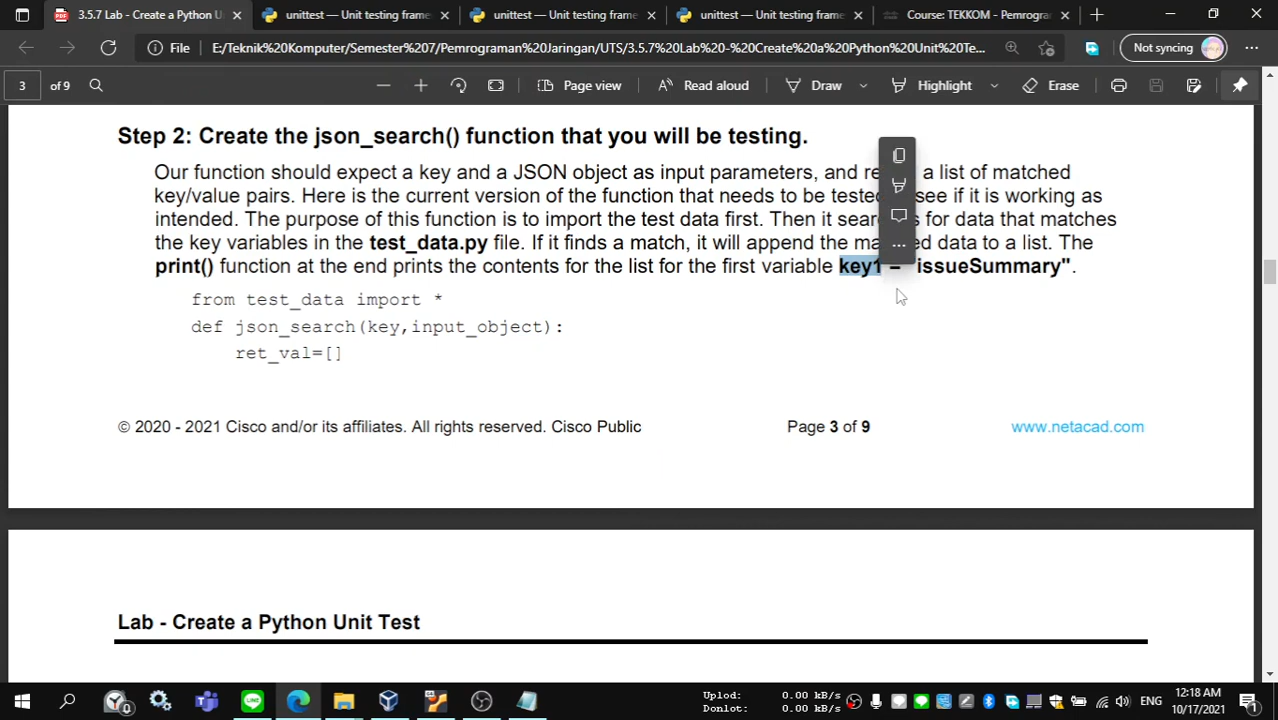 3.5.7 Lab - Create a Python U
unittest — Unit testing frame
unittest — Unit testing frame
unittest — Unit testing frame
Course: TEKKOM - Pemrogra
File
E:/Teknik%20Komputer/Semester%207/Pemrograman%20Jaringan/UTS/3.5.7%20Lab%20-%20Create%20a%20Python%20Unit%20Te...
Not syncing
3 of 9
Page view
Read aloud
Draw
Highlight
Erase
Step 2: Create the json_search() function that you will be testing.
Our function should expect a key and a JSON object as input parameters, and re a list of matched
key/value pairs. Here is the current version of the function that needs to be teste see if it is working as
intended. The purpose of this function is to import the test data first. Then it sear s for data that matches
the key variables in the test_data.py file. If it finds a match, it will append the ma ed data to a list. The
print() function at the end prints the contents for the list for the first variable key1 = issueSummary".
from test_data import *
def json_search(key,input_object):
ret_val=[]
© 2020 - 2021 Cisco and/or its affiliates. All rights reserved. Cisco Public
Page 3 of 9
www.netacad.com
Lab - Create a Python Unit Test
Uplod: 0.00 kB/s
Donlot: 0.00 kB/s
ENG
12:18 AM
10/17/2021